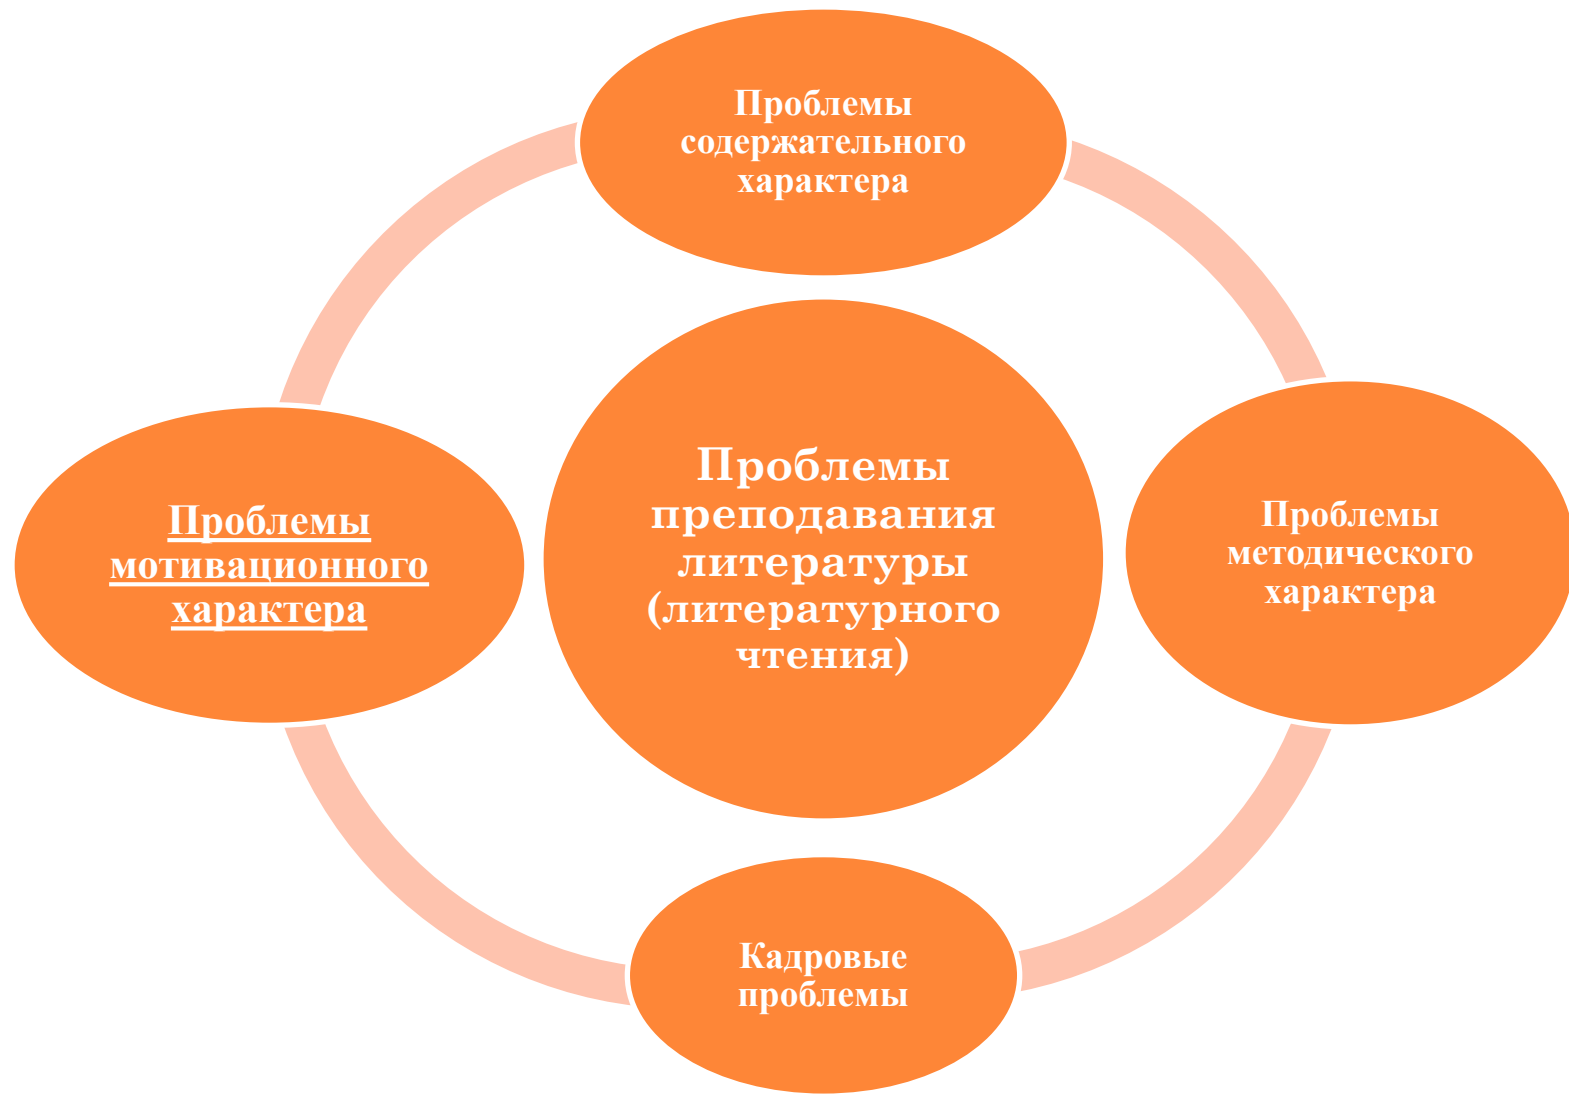 Проблемы
содержательного
характера
Проблемы
преподавания
литературы
(литературного
чтения)
Проблемы
методического
характера
Кадровые
проблемы
Проблемы
мотивационного
характера